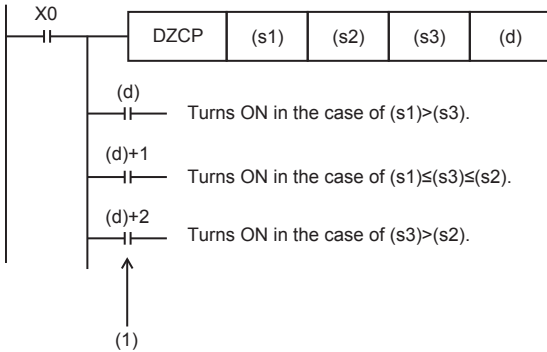 X0
DZCP (s1) (s2) (s3) (d)
(d) Turns ON in the case of (s1)>(s3).
(d)+1 Turns ON in the case of (s1)≤(s3)≤(s2).
(d)+2 Turns ON in the case of (s3)>(s2).
(1)